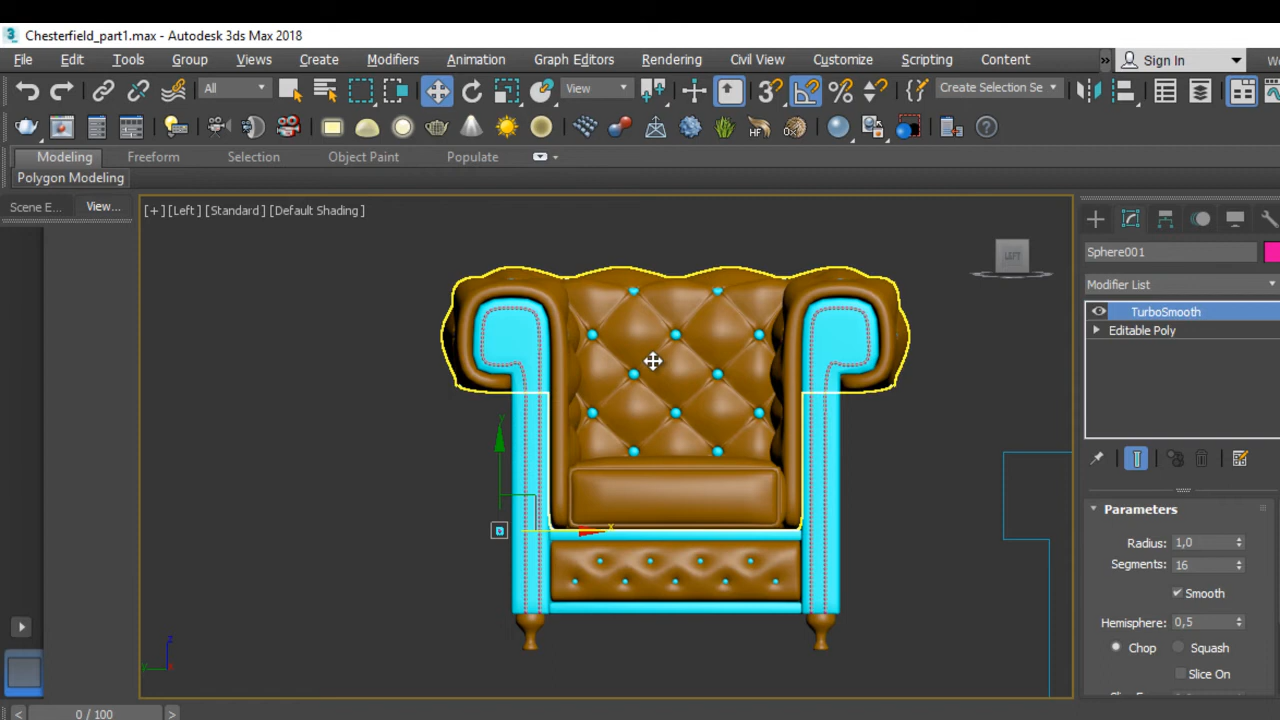 Chesterfield_part1.max - Autodesk 3ds Max 2018
File Edit Tools Group Views Create Modifiers Animation Graph Editors Rendering Civil View Customize Scripting Content » Sign In
All View 3 % Create Selection Se
HF
Modeling Freeform Selection Object Paint Populate
Polygon Modeling
Scene E... View...
[+] [Left] [Standard] [Default Shading]
LEFT
Sphere001
Modifier List
TurboSmooth
Editable Poly
Parameters
Radius: 1,0
Segments: 16
Smooth
Hemisphere: 0,5
Chop Squash
Slice On
x
z
y
x
< 0 / 100 >